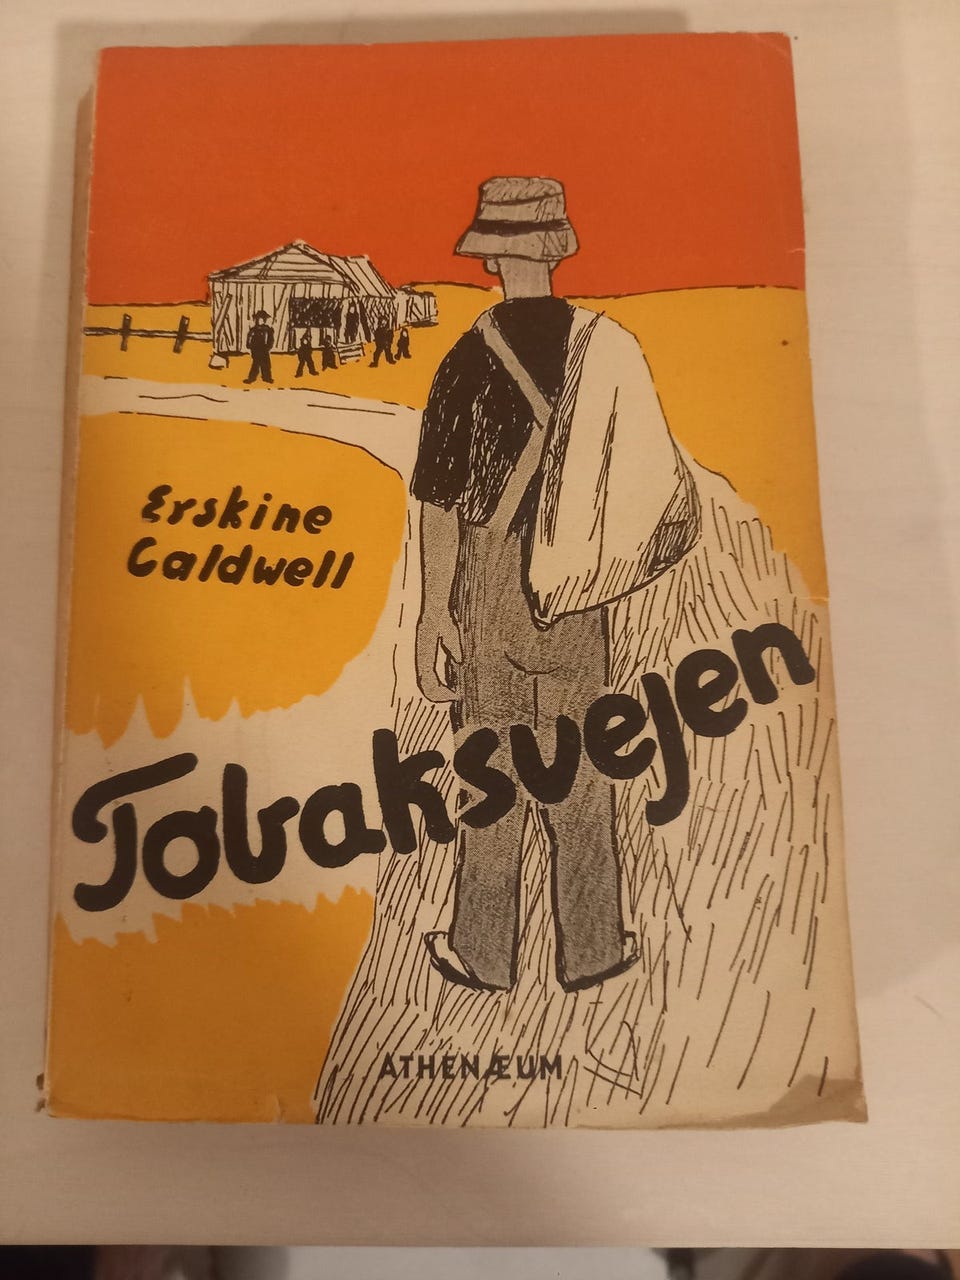 Erskine
Caldwell
Tobaksvejen
ATHENÆUM